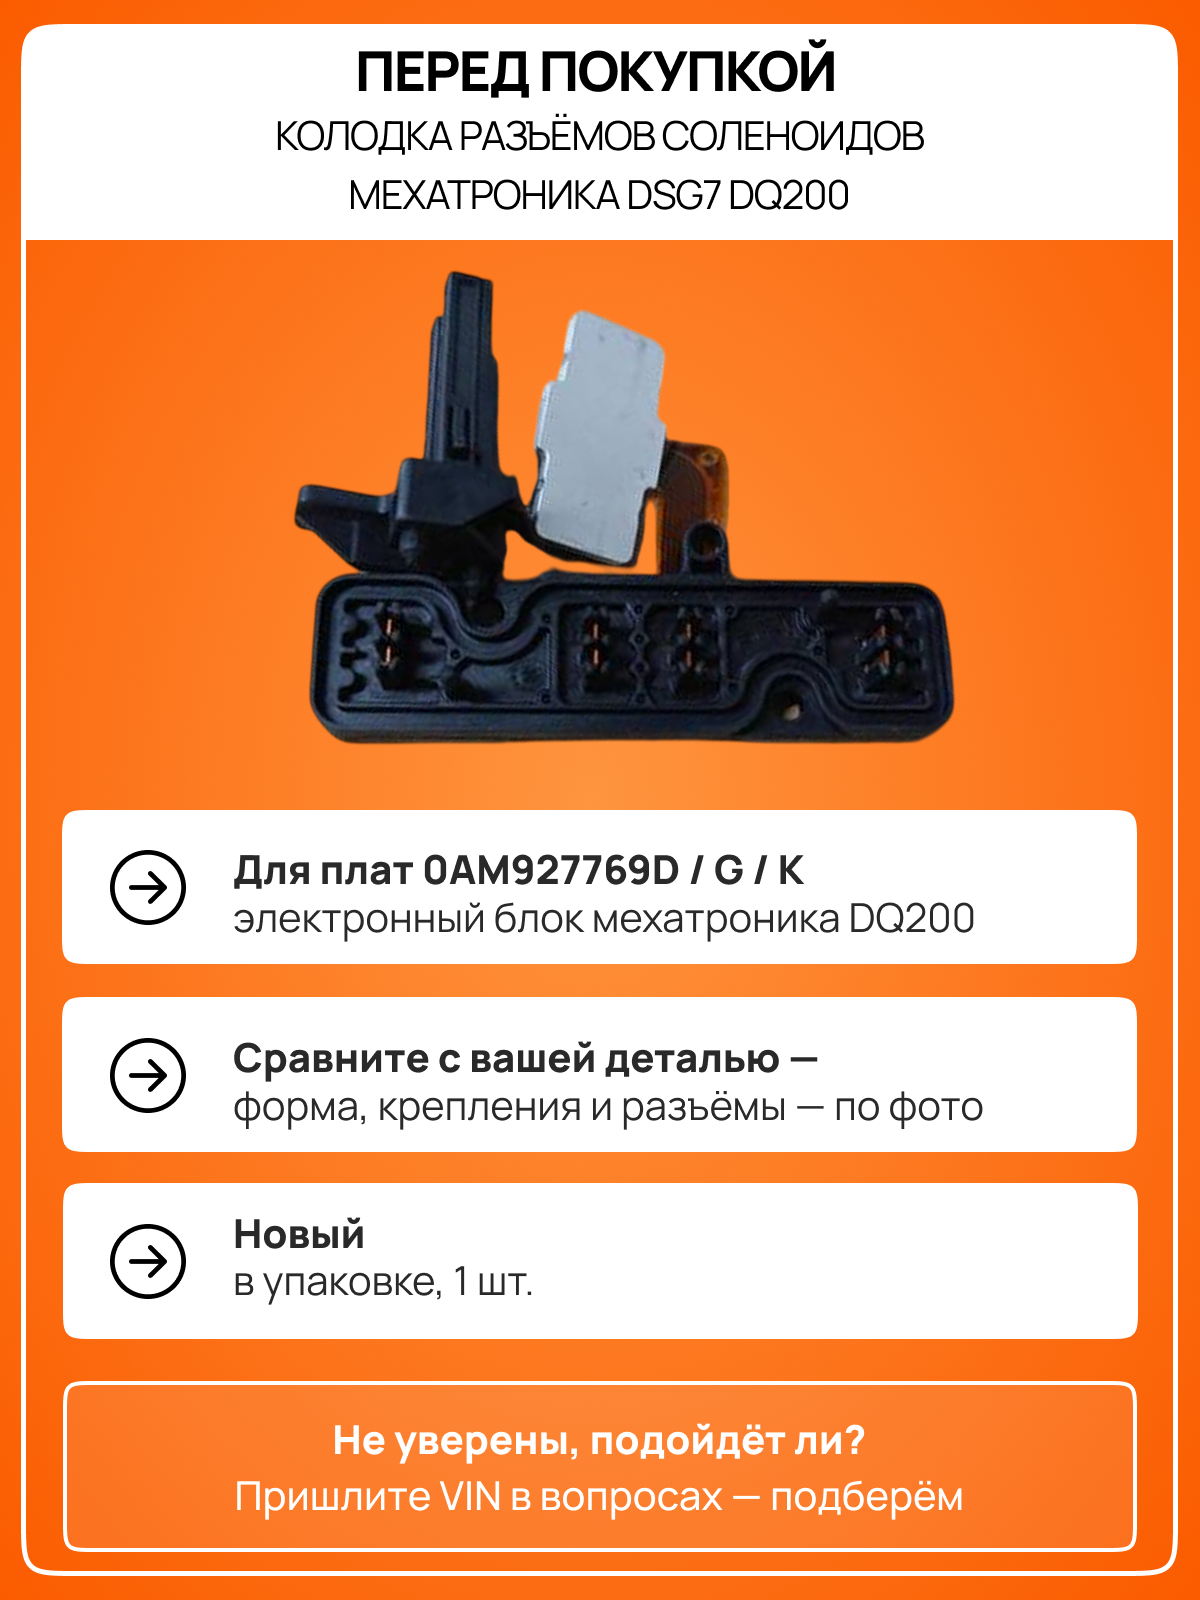 ПЕРЕД ПОКУПКОЙ
КОЛОДКА РАЗЪЁМОВ СОЛЕНОИДОВ
МЕХАТРОНИКА DSG7 DQ200
Для плат 0AM927769D / G / K
электронный блок мехатроника DQ200
Сравните с вашей деталью —
форма, крепления и разъёмы — по фото
Новый
в упаковке, 1 шт.
Не уверены, подойдёт ли?
Пришлите VIN в вопросах — подберём